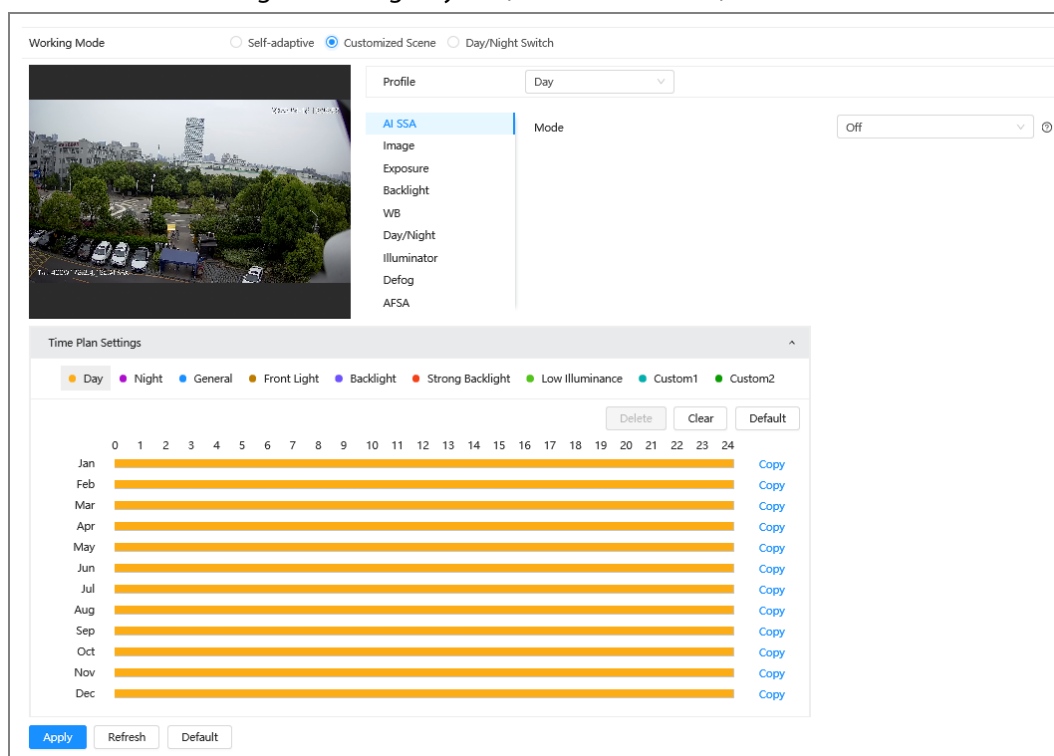 Working Mode Self-adaptive Customized Scene Day/Night Switch
Profile Day
AI SSA Mode Off
Image
Exposure
Backlight
WB
Day/Night
Illuminator
Defog
AFSA
Time Plan Settings
Day Night General Front Light Backlight Strong Backlight Low Illuminance Custom1 Custom2
Delete Clear Default
0 1 2 3 4 5 6 7 8 9 10 11 12 13 14 15 16 17 18 19 20 21 22 23 24
Jan Copy
Feb Copy
Mar Copy
Apr Copy
May Copy
Jun Copy
Jul Copy
Aug Copy
Sep Copy
Oct Copy
Nov Copy
Dec Copy
Apply Refresh Default